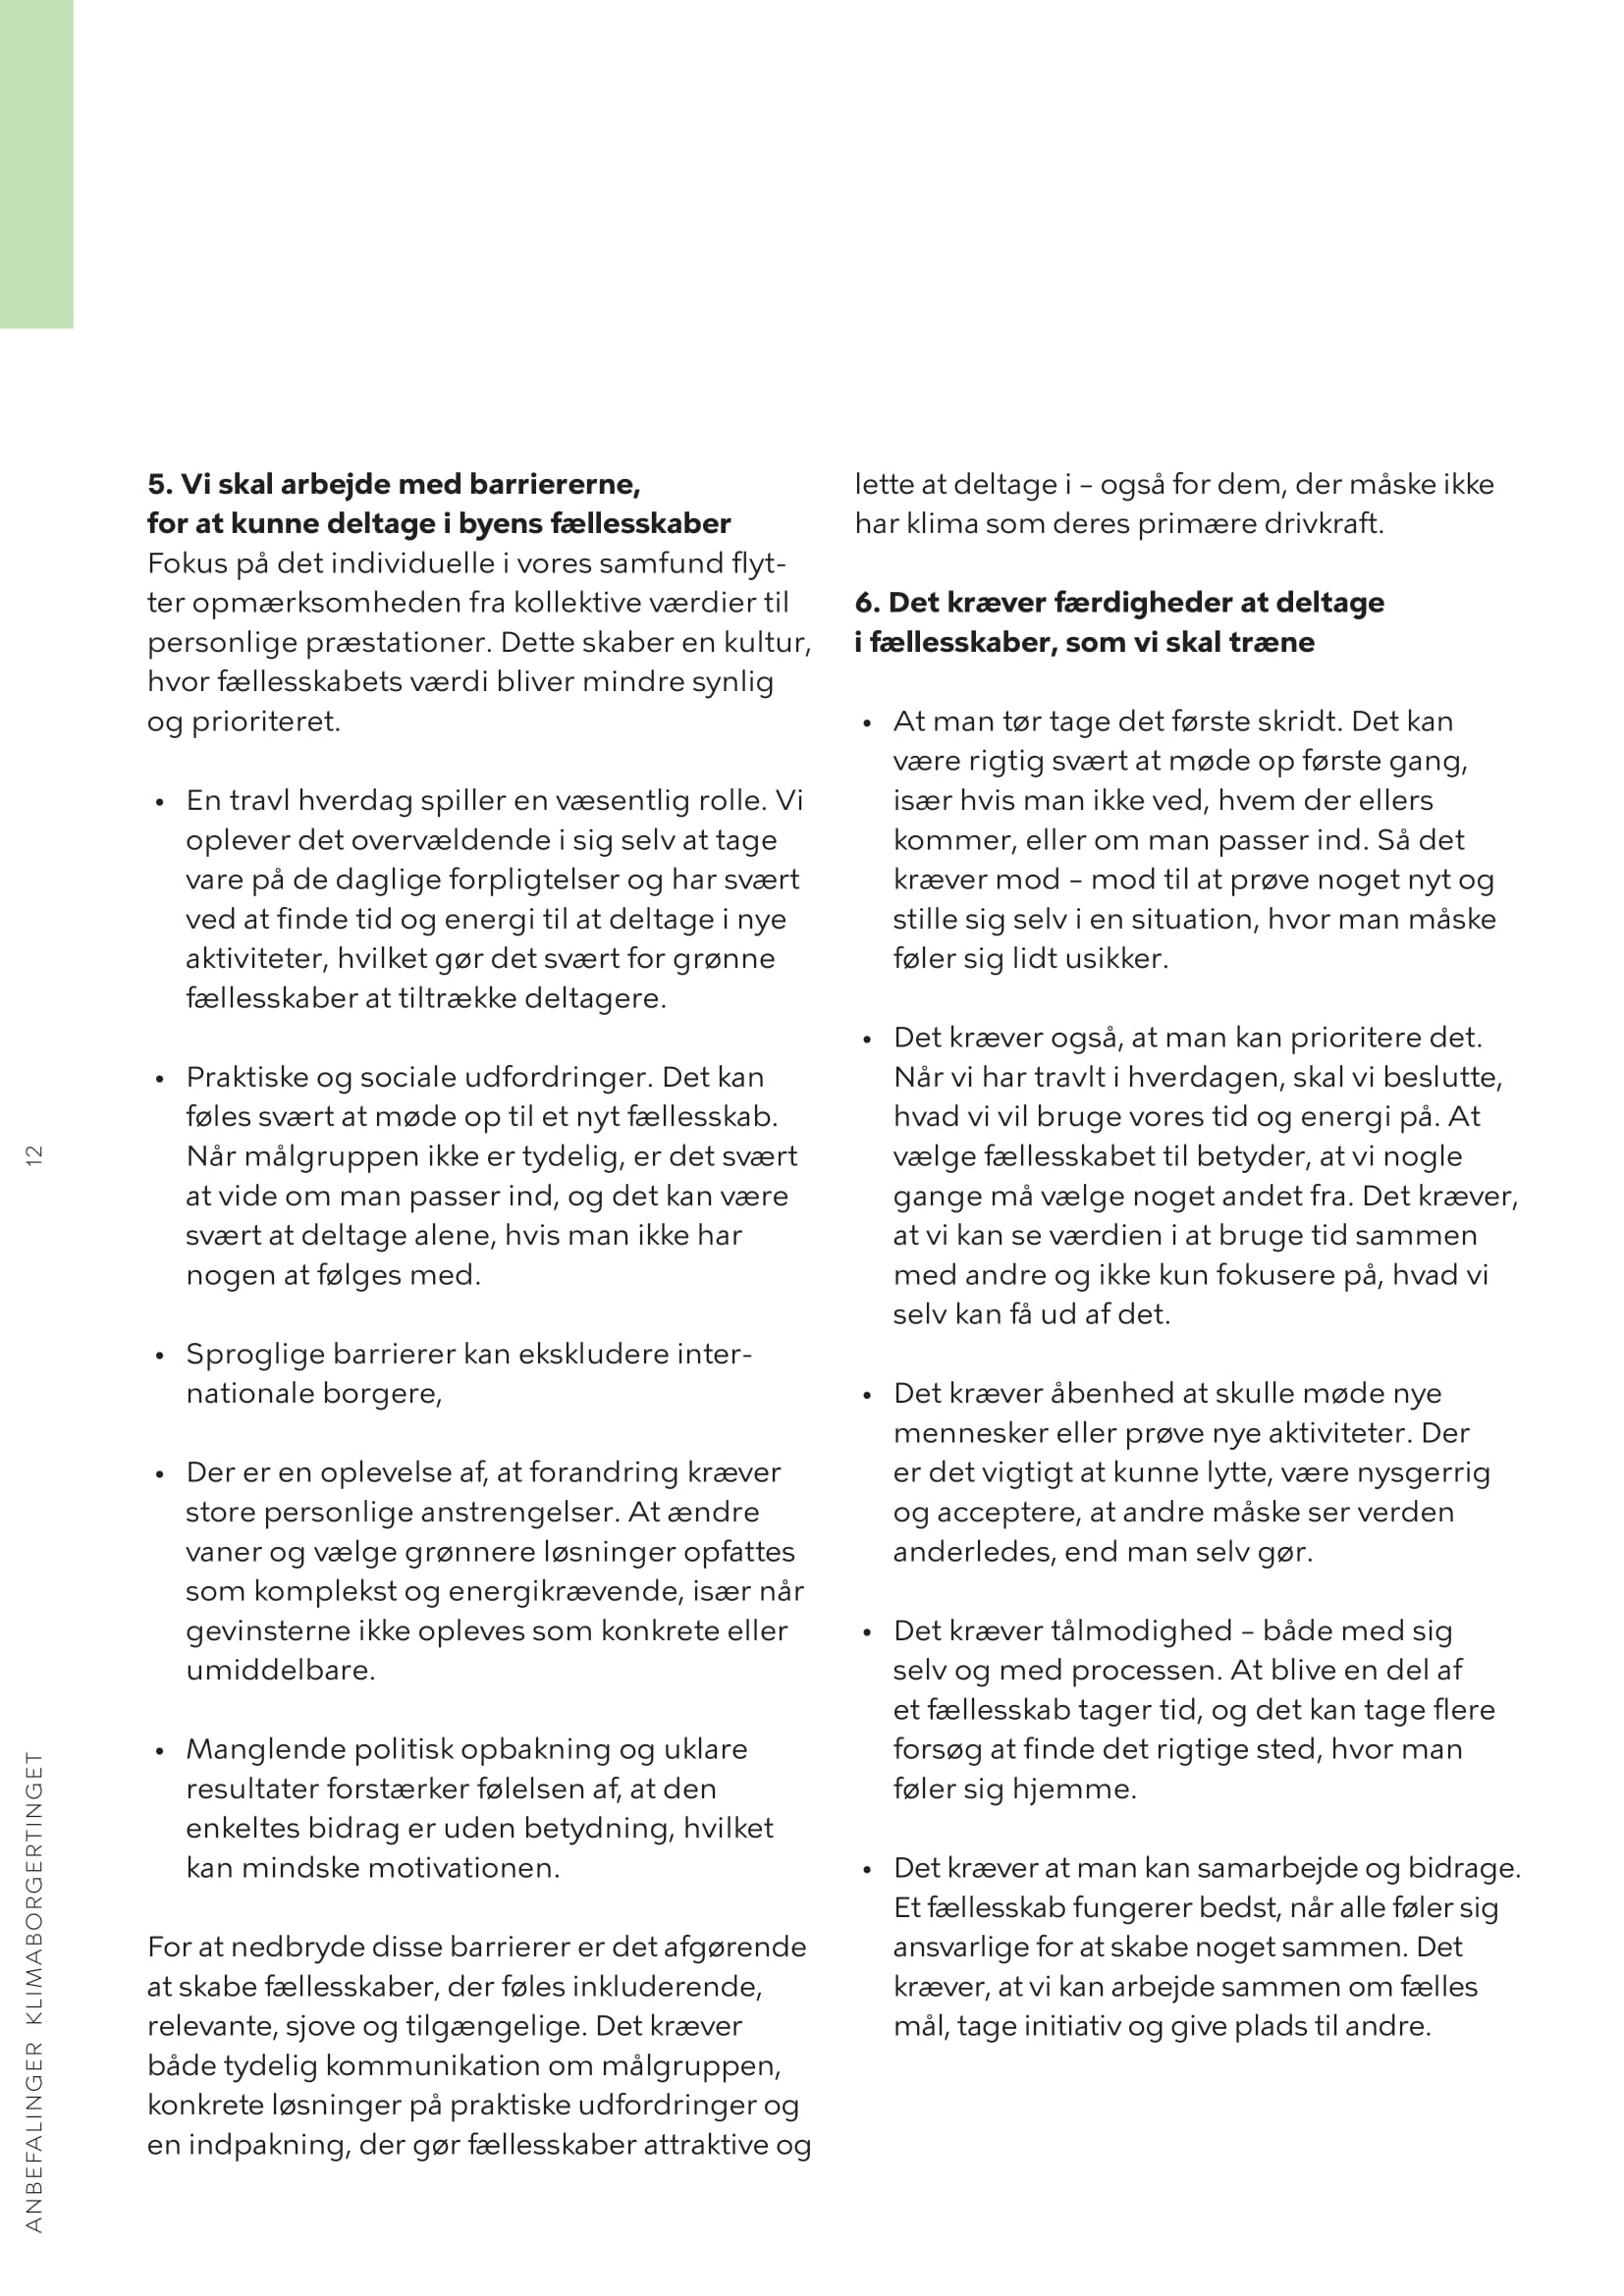 5. Vi skal arbejde med barriererne,
for at kunne deltage i byens fællesskaber
Fokus på det individuelle i vores samfund flyt-
ter opmærksomheden fra kollektive værdier til
personlige præstationer. Dette skaber en kultur,
hvor fællesskabets værdi bliver mindre synlig
og prioriteret.
• En travl hverdag spiller en væsentlig rolle. Vi
oplever det overvældende i sig selv at tage
vare på de daglige forpligtelser og har svært
ved at finde tid og energi til at deltage i nye
aktiviteter, hvilket gør det svært for grønne
fællesskaber at tiltrække deltagere.
• Praktiske og sociale udfordringer. Det kan
føles svært at møde op til et nyt fællesskab.
Når målgruppen ikke er tydelig, er det svært
at vide om man passer ind, og det kan være
svært at deltage alene, hvis man ikke har
nogen at følges med.
• Sproglige barrierer kan ekskludere inter-
nationale borgere,
• Der er en oplevelse af, at forandring kræver
store personlige anstrengelser. At ændre
vaner og vælge grønnere løsninger opfattes
som komplekst og energikrævende, især når
gevinsterne ikke opleves som konkrete eller
umiddelbare.
• Manglende politisk opbakning og uklare
resultater forstærker følelsen af, at den
enkeltes bidrag er uden betydning, hvilket
kan mindske motivationen.
For at nedbryde disse barrierer er det afgørende
at skabe fællesskaber, der føles inkluderende,
relevante, sjove og tilgængelige. Det kræver
både tydelig kommunikation om målgruppen,
konkrete løsninger på praktiske udfordringer og
en indpakning, der gør fællesskaber attraktive og
lette at deltage i – også for dem, der måske ikke
har klima som deres primære drivkraft.
6. Det kræver færdigheder at deltage
i fællesskaber, som vi skal træne
• At man tør tage det første skridt. Det kan
være rigtig svært at møde op første gang,
især hvis man ikke ved, hvem der ellers
kommer, eller om man passer ind. Så det
kræver mod – mod til at prøve noget nyt og
stille sig selv i en situation, hvor man måske
føler sig lidt usikker.
• Det kræver også, at man kan prioritere det.
Når vi har travlt i hverdagen, skal vi beslutte,
hvad vi vil bruge vores tid og energi på. At
vælge fællesskabet til betyder, at vi nogle
gange må vælge noget andet fra. Det kræver,
at vi kan se værdien i at bruge tid sammen
med andre og ikke kun fokusere på, hvad vi
selv kan få ud af det.
• Det kræver åbenhed at skulle møde nye
mennesker eller prøve nye aktiviteter. Der
er det vigtigt at kunne lytte, være nysgerrig
og acceptere, at andre måske ser verden
anderledes, end man selv gør.
• Det kræver tålmodighed – både med sig
selv og med processen. At blive en del af
et fællesskab tager tid, og det kan tage flere
forsøg at finde det rigtige sted, hvor man
føler sig hjemme.
• Det kræver at man kan samarbejde og bidrage.
Et fællesskab fungerer bedst, når alle føler sig
ansvarlige for at skabe noget sammen. Det
kræver, at vi kan arbejde sammen om fælles
mål, tage initiativ og give plads til andre.
12
ANBEFALINGER KLIMABORGERTINGET